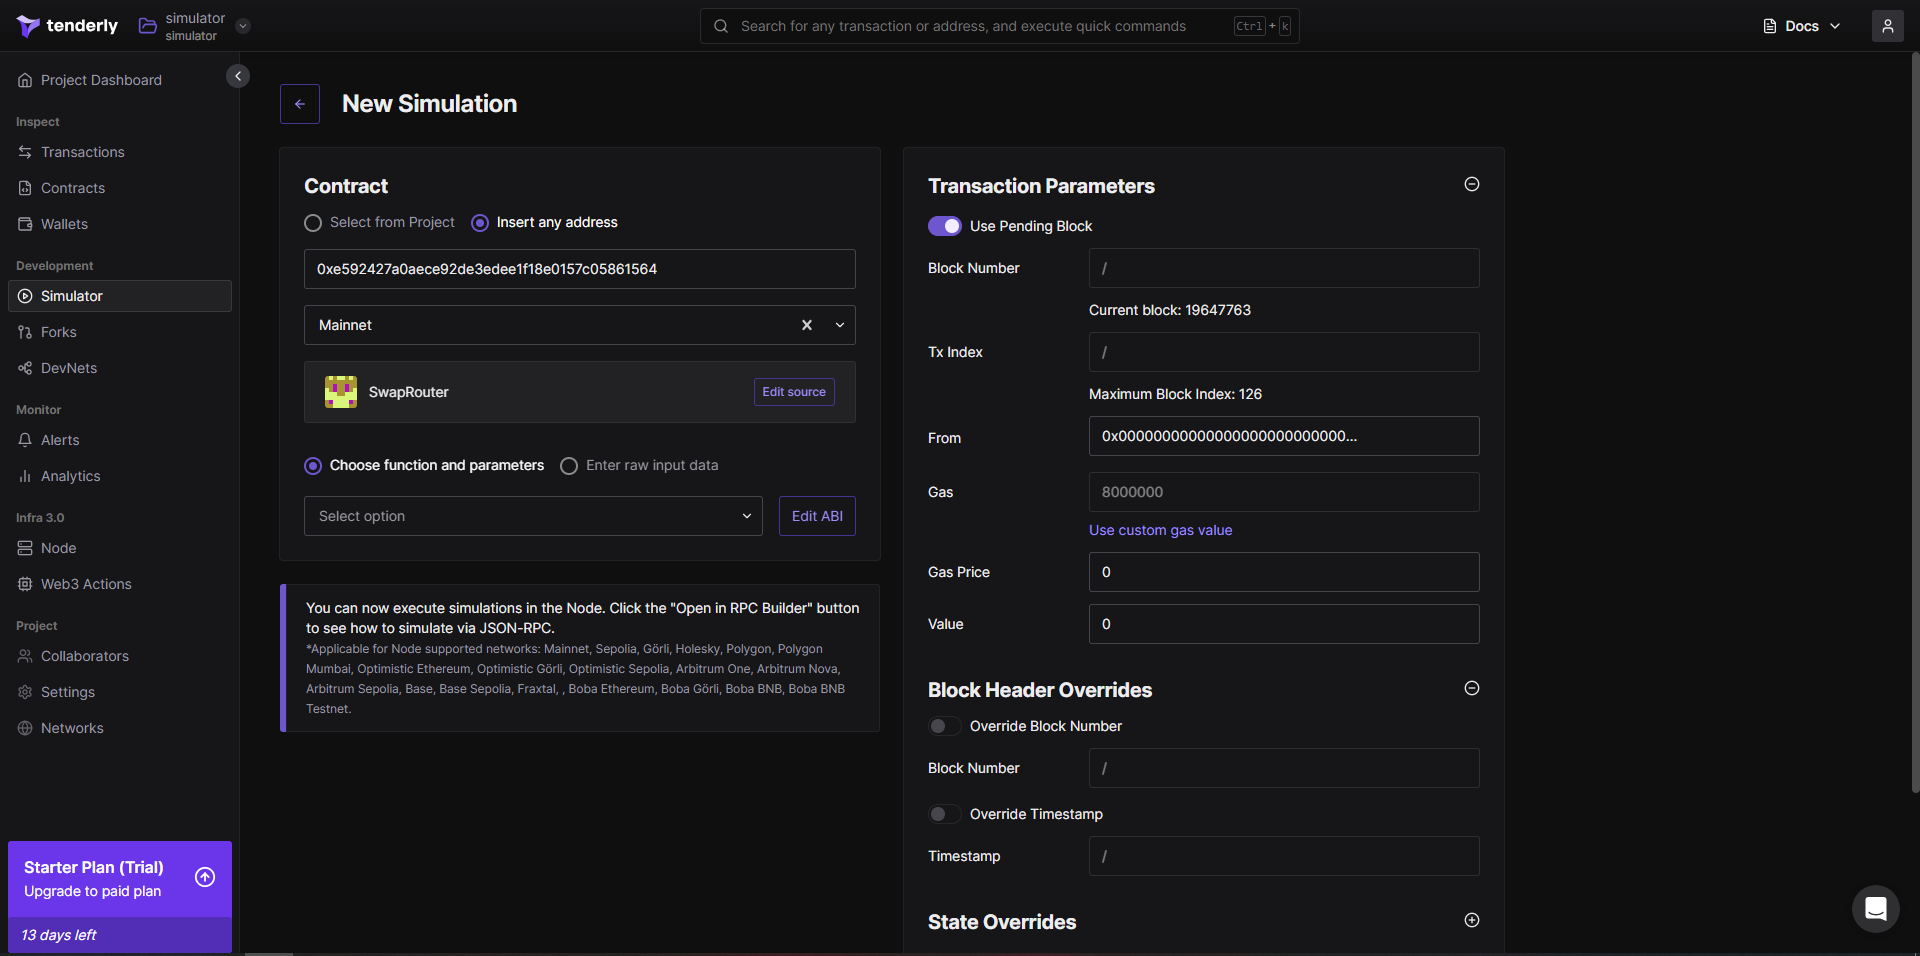 tenderly
simulator
simulator
Search for any transaction or address, and execute quick commands
Ctrl + k
Docs
Project Dashboard
Inspect
Transactions
Contracts
Wallets
Development
Simulator
Forks
DevNets
Monitor
Alerts
Analytics
Infra 3.0
Node
Web3 Actions
Project
Collaborators
Settings
Networks
Starter Plan (Trial)
Upgrade to paid plan
13 days left
New Simulation
Contract
Select from Project
Insert any address
0xe592427a0aece92de3edee1f18e0157c05861564
Mainnet
SwapRouter
Edit source
Choose function and parameters
Enter raw input data
Select option
Edit ABI
You can now execute simulations in the Node. Click the "Open in RPC Builder" button
to see how to simulate via JSON-RPC.
*Applicable for Node supported networks: Mainnet, Sepolia, Görli, Holesky, Polygon, Polygon
Mumbai, Optimistic Ethereum, Optimistic Görli, Optimistic Sepolia, Arbitrum One, Arbitrum Nova,
Arbitrum Sepolia, Base, Base Sepolia, Fraxtal, , Boba Ethereum, Boba Görli, Boba BNB, Boba BNB
Testnet.
Transaction Parameters
Use Pending Block
Block Number
/
Current block: 19647763
Tx Index
/
Maximum Block Index: 126
From
0x00000000000000000000000000...
Gas
8000000
Use custom gas value
Gas Price
0
Value
0
Block Header Overrides
Override Block Number
Block Number
/
Override Timestamp
Timestamp
/
State Overrides